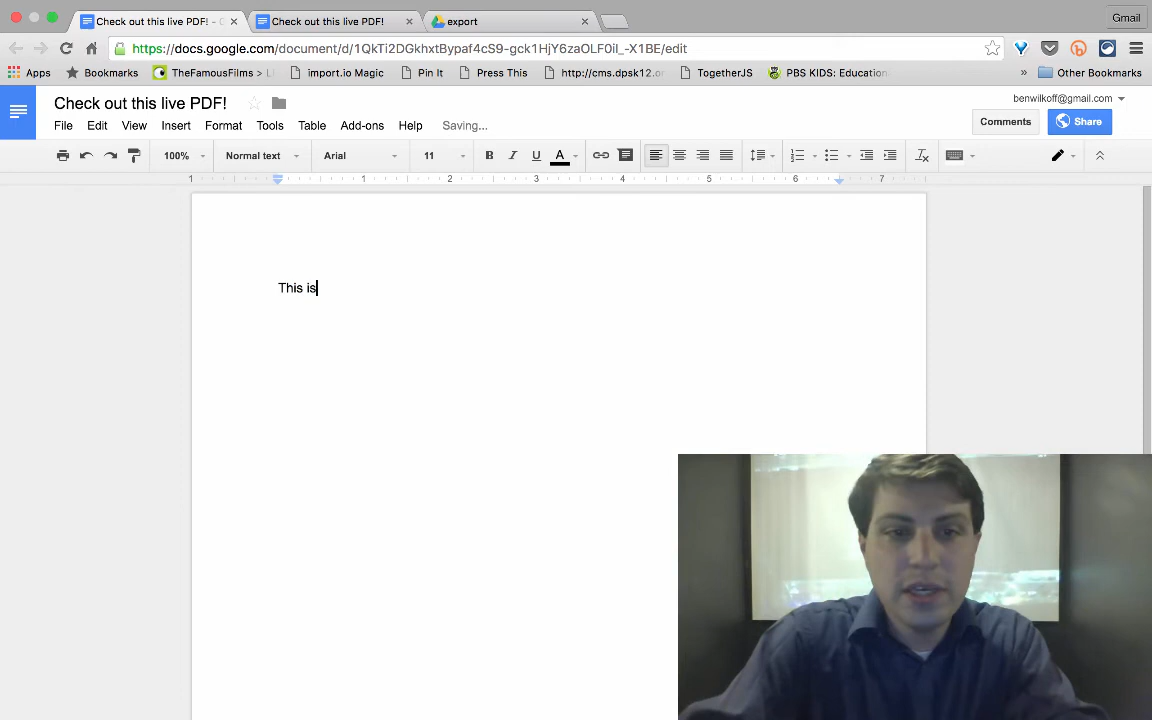 Check out this live PDF! - G
Check out this live PDF!
export
Gmail
https://docs.google.com/document/d/1QkTi2DGkhxtBypaf4cS9-gck1HjY6zaOLF0il_-X1BE/edit
Apps
Bookmarks
TheFamousFilms > L
import.io Magic
Pin It
Press This
http://cms.dpsk12.or
TogetherJS
PBS KIDS: Education
»
Other Bookmarks
Check out this live PDF!
benwilkoff@gmail.com
File Edit View Insert Format Tools Table Add-ons Help Saving...
Comments
Share
100% Normal text Arial 11 B I U A
1 1 2 3 4 5 6 7
This is